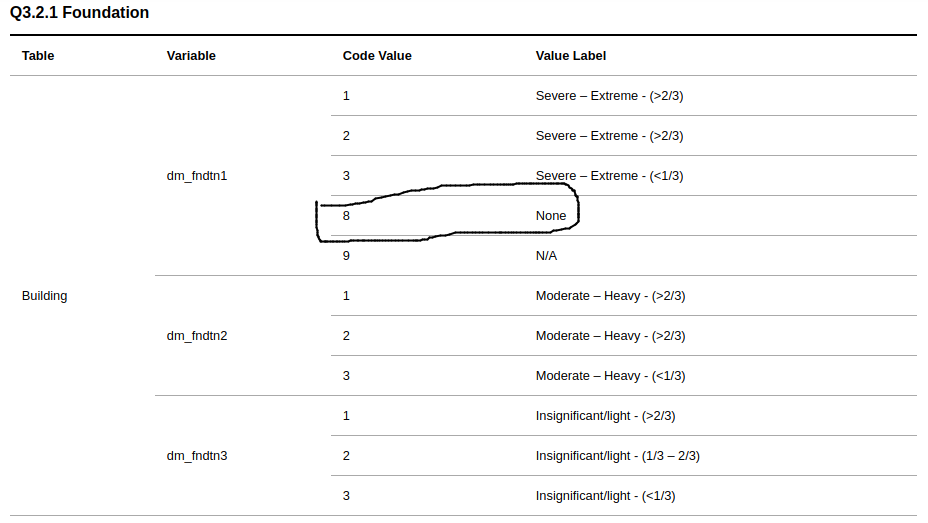 Q3.2.1 Foundation
Table Variable Code Value Value Label
1 Severe – Extreme - (>2/3)
2 Severe – Extreme - (>2/3)
dm_fndtn1 3 Severe – Extreme - (<1/3)
8 None
9 N/A
Building 1 Moderate – Heavy - (>2/3)
dm_fndtn2 2 Moderate – Heavy - (>2/3)
3 Moderate – Heavy - (<1/3)
1 Insignificant/light - (>2/3)
dm_fndtn3 2 Insignificant/light - (1/3 – 2/3)
3 Insignificant/light - (<1/3)